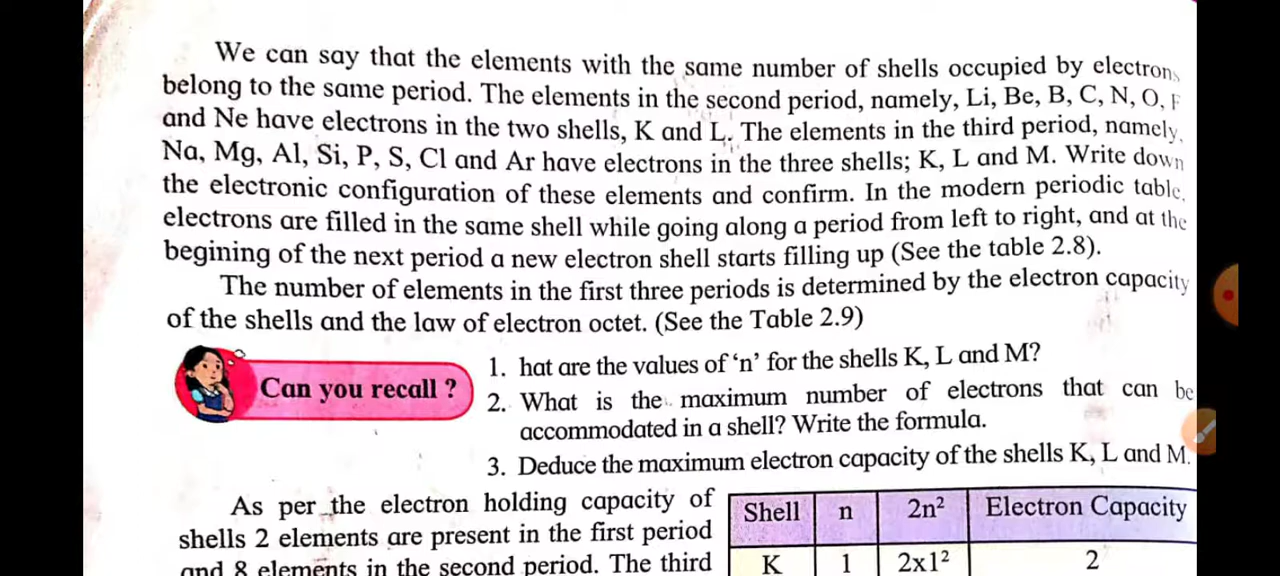 We can say that the elements with the same number of shells occupied by electrons
belong to the same period. The elements in the second period, namely, Li, Be, B, C, N, O, F
and Ne have electrons in the two shells, K and L. The elements in the third period, namely,
Na, Mg, Al, Si, P, S, Cl and Ar have electrons in the three shells; K, L and M. Write down
the electronic configuration of these elements and confirm. In the modern periodic table,
electrons are filled in the same shell while going along a period from left to right, and at the
begining of the next period a new electron shell starts filling up (See the table 2.8).
The number of elements in the first three periods is determined by the electron capacity
of the shells and the law of electron octet. (See the Table 2.9)
Can you recall ?
1. hat are the values of ‘n’ for the shells K, L and M?
2. What is the maximum number of electrons that can be
accommodated in a shell? Write the formula.
3. Deduce the maximum electron capacity of the shells K, L and M.
As per the electron holding capacity of
shells 2 elements are present in the first period
and 8 elements in the second period. The third
Shell n 2n² Electron Capacity
K 1 2x1² 2